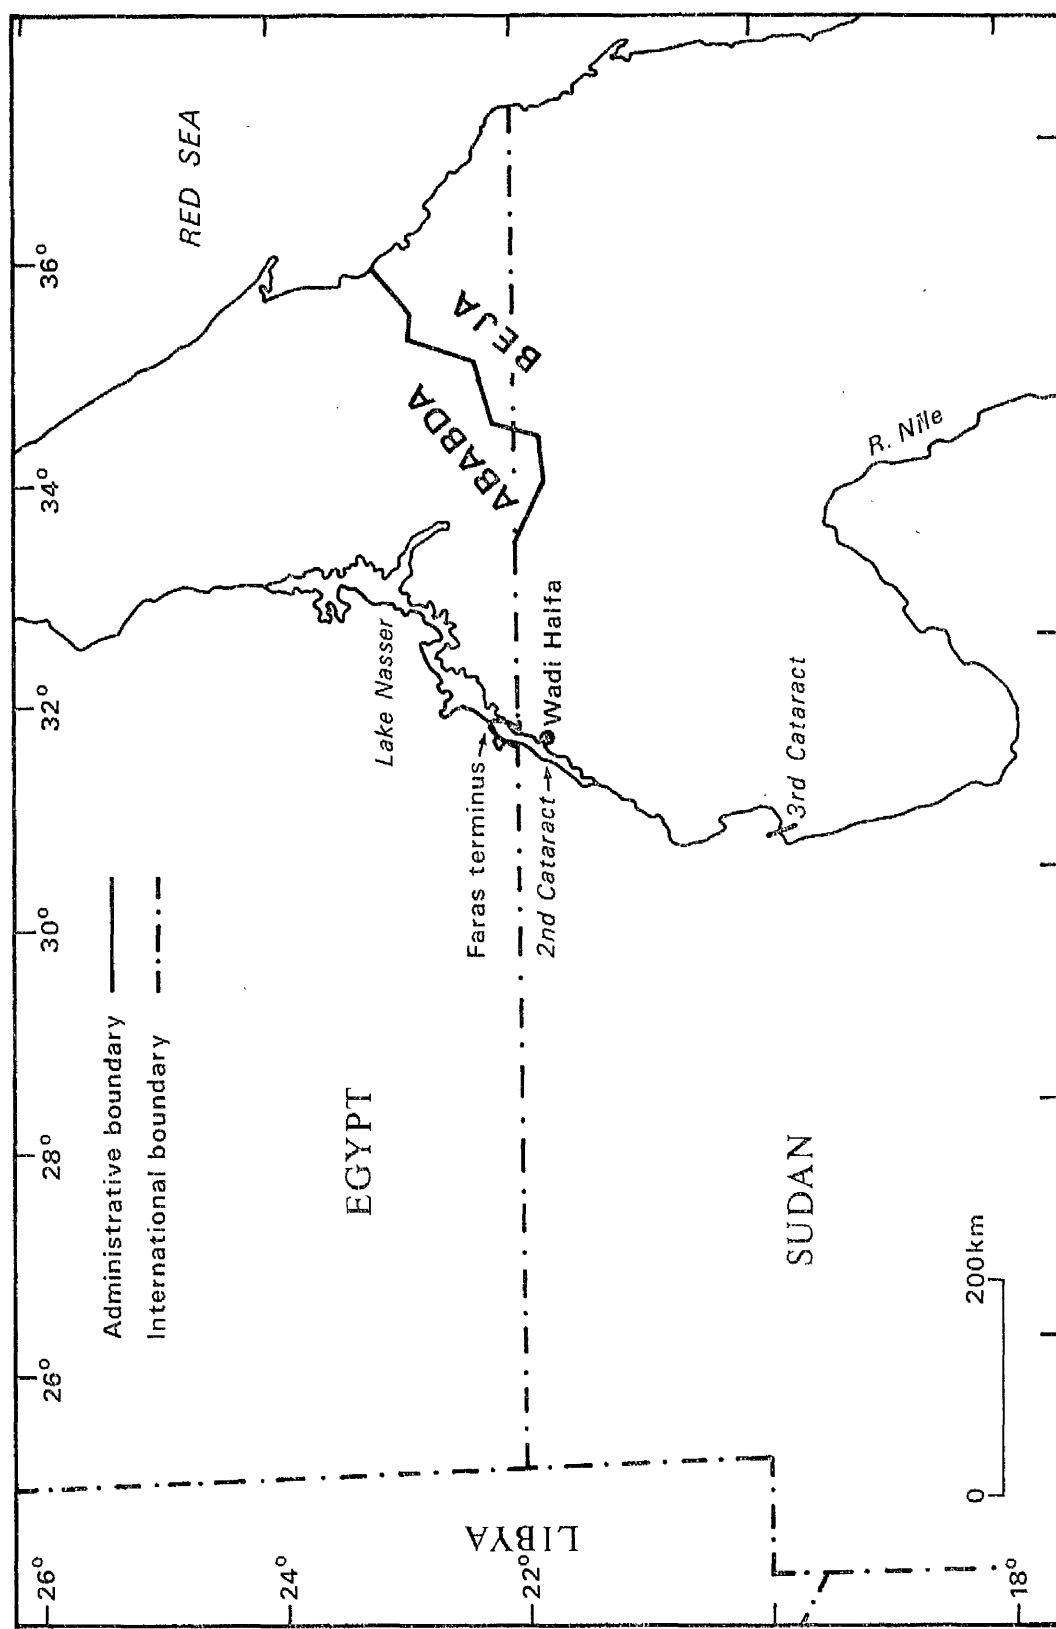 26°
28°
30°
32°
34°
36°
26°
24°
22°
18°
Administrative boundary
International boundary
RED SEA
EGYPT
LIBYA
SUDAN
Lake Nasser
Faras terminus
2nd Cataract
Wadi Halfa
3rd Cataract
ABABDA
BEJA
R. Nile
0
200km